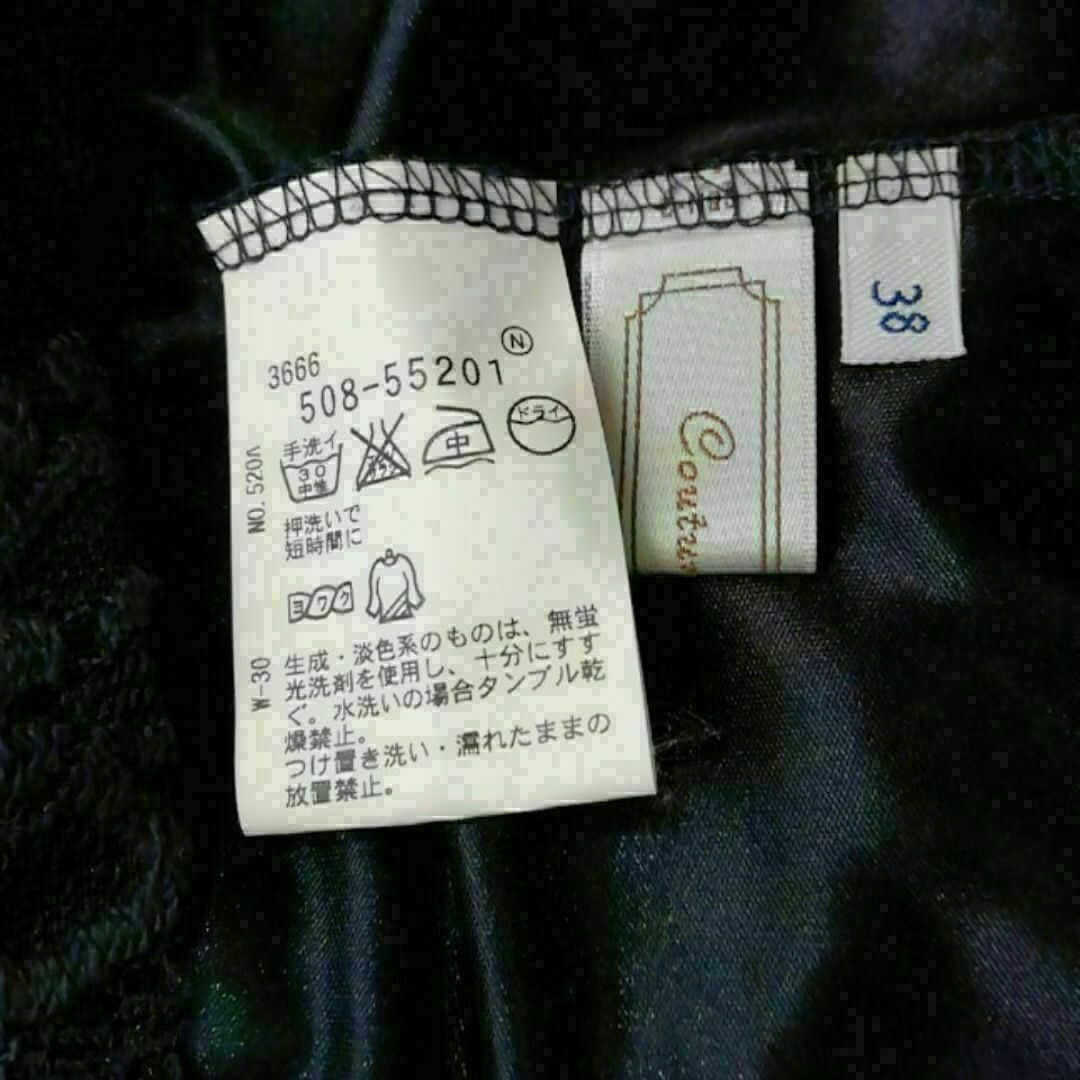 3666 Ⓝ
508-55201
手洗イ
30
中性
中
ドライ
NO. 520
押洗いで
短時間に
ヨワク
W-30
生成・淡色系のものは、無蛍
光洗剤を使用し、十分にすす
ぐ。水洗いの場合タンブル乾
燥禁止。
つけ置き洗い・濡れたままの
放置禁止。
38